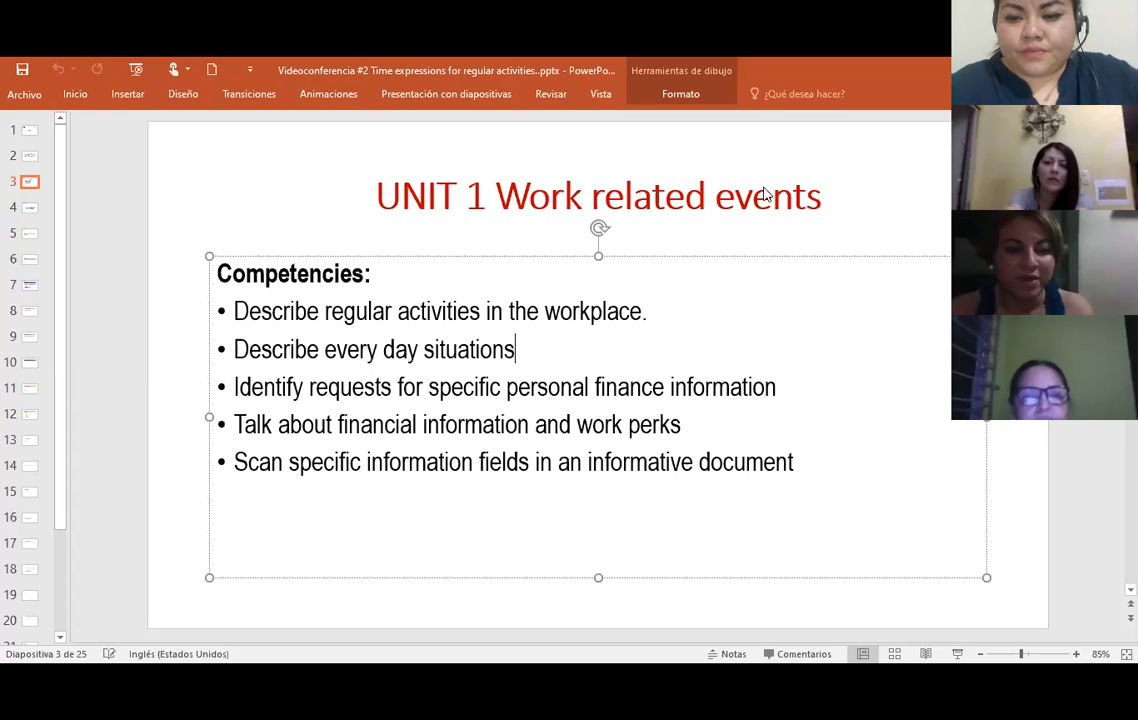 Videoconferencia #2 Time expressions for regular activities..pptx - PowerPo...
Herramientas de dibujo
Archivo Inicio Insertar Diseño Transiciones Animaciones Presentación con diapositivas Revisar Vista Formato ¿Qué desea hacer?
1
2
3
4
5
6
7
8
9
10
11
12
13
14
15
16
17
18
19
20
UNIT 1 Work related events
Competencies:
• Describe regular activities in the workplace.
• Describe every day situations
• Identify requests for specific personal finance information
• Talk about financial information and work perks
• Scan specific information fields in an informative document
Diapositiva 3 de 25 Inglés (Estados Unidos) Notas Comentarios 85%